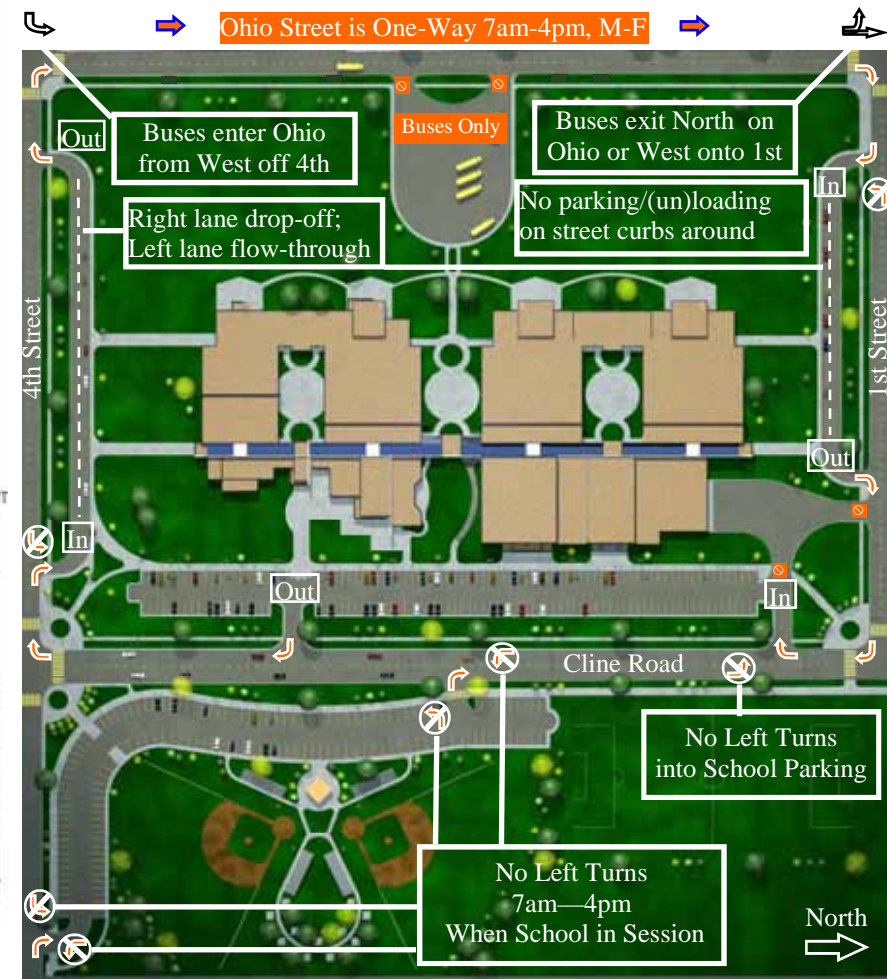 Ohio Street is One-Way 7am-4pm, M-F
Buses Only
Out
Buses enter Ohio
from West off 4th
Buses exit North on
Ohio or West onto 1st
In
Right lane drop-off;
Left lane flow-through
No parking/(un)loading
on street curbs around
4th Street
1st Street
Out
In
Out
In
Cline Road
No Left Turns
into School Parking
No Left Turns
7am—4pm
When School in Session
North